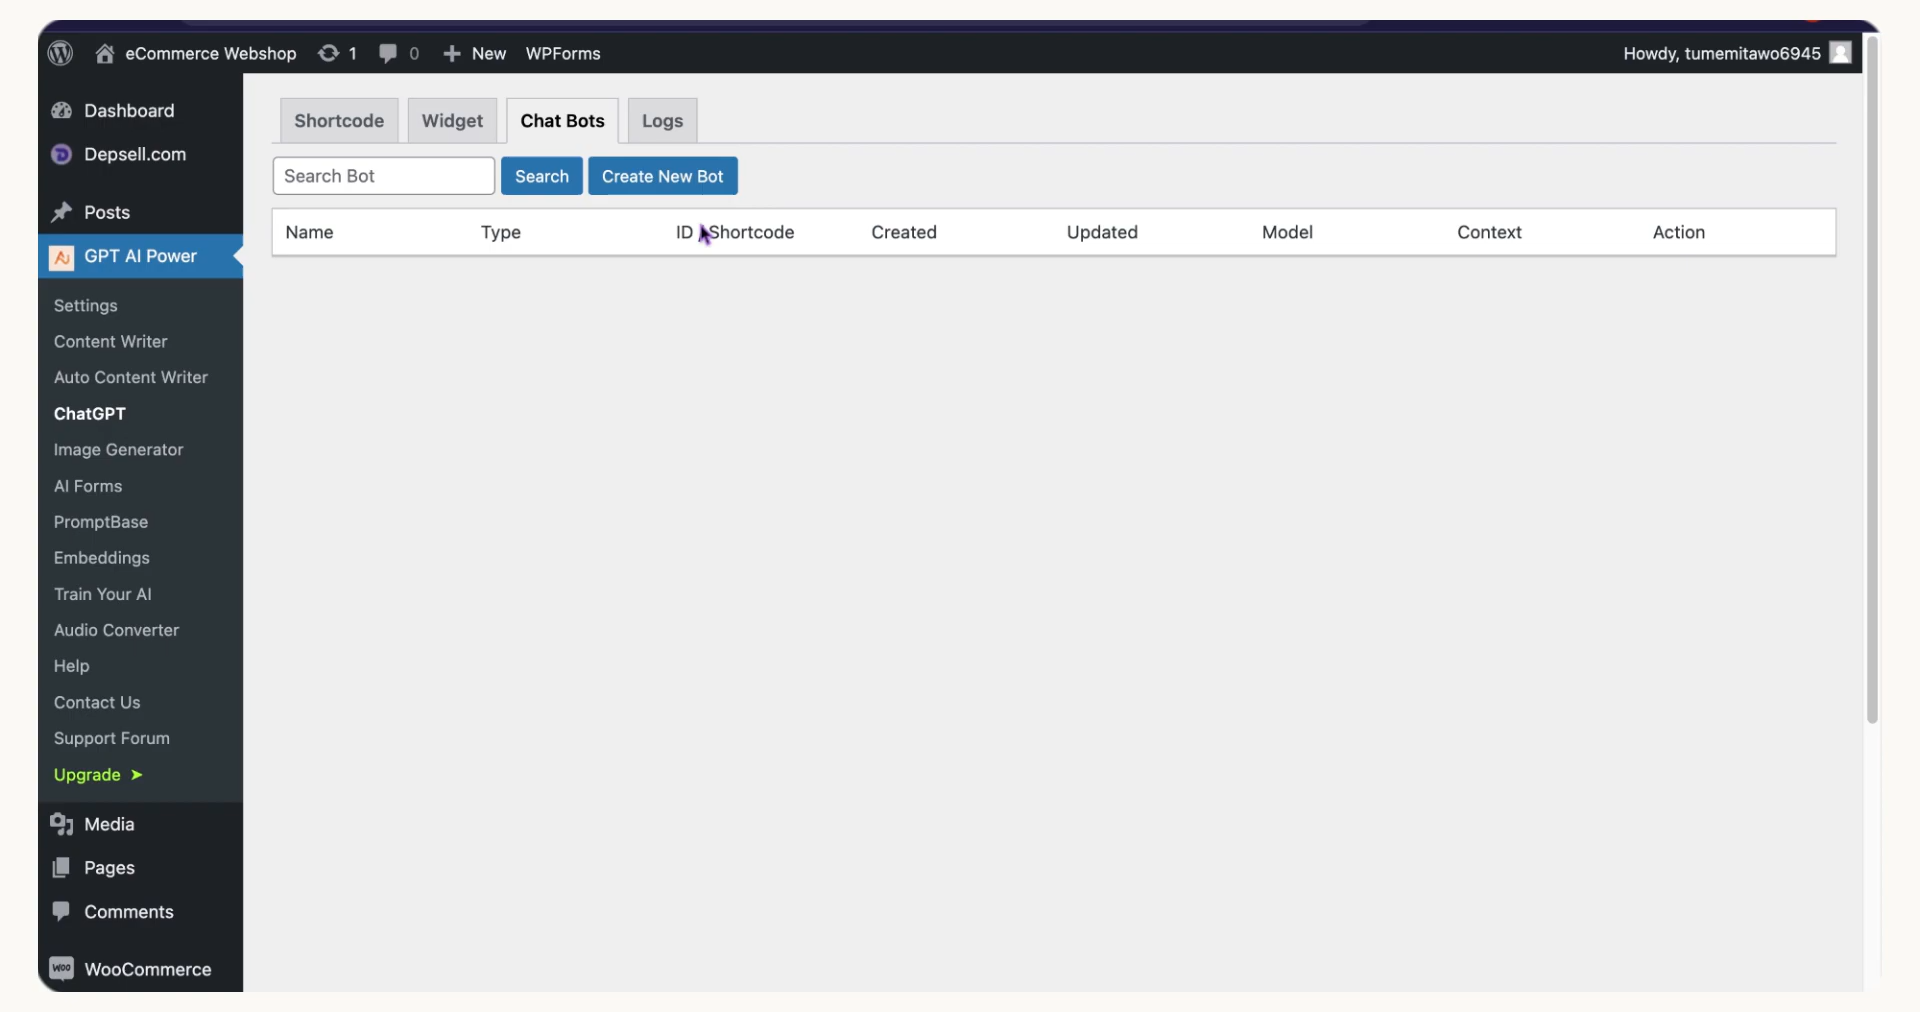 eCommerce Webshop 1 0 New WPForms Howdy, tumemitawo6945
Dashboard
Depsell.com
Posts
GPT AI Power
Settings
Content Writer
Auto Content Writer
ChatGPT
Image Generator
AI Forms
PromptBase
Embeddings
Train Your AI
Audio Converter
Help
Contact Us
Support Forum
Upgrade ➤
Media
Pages
Comments
WooCommerce
Shortcode Widget Chat Bots Logs
Search Bot Search Create New Bot
Name Type ID / Shortcode Created Updated Model Context Action